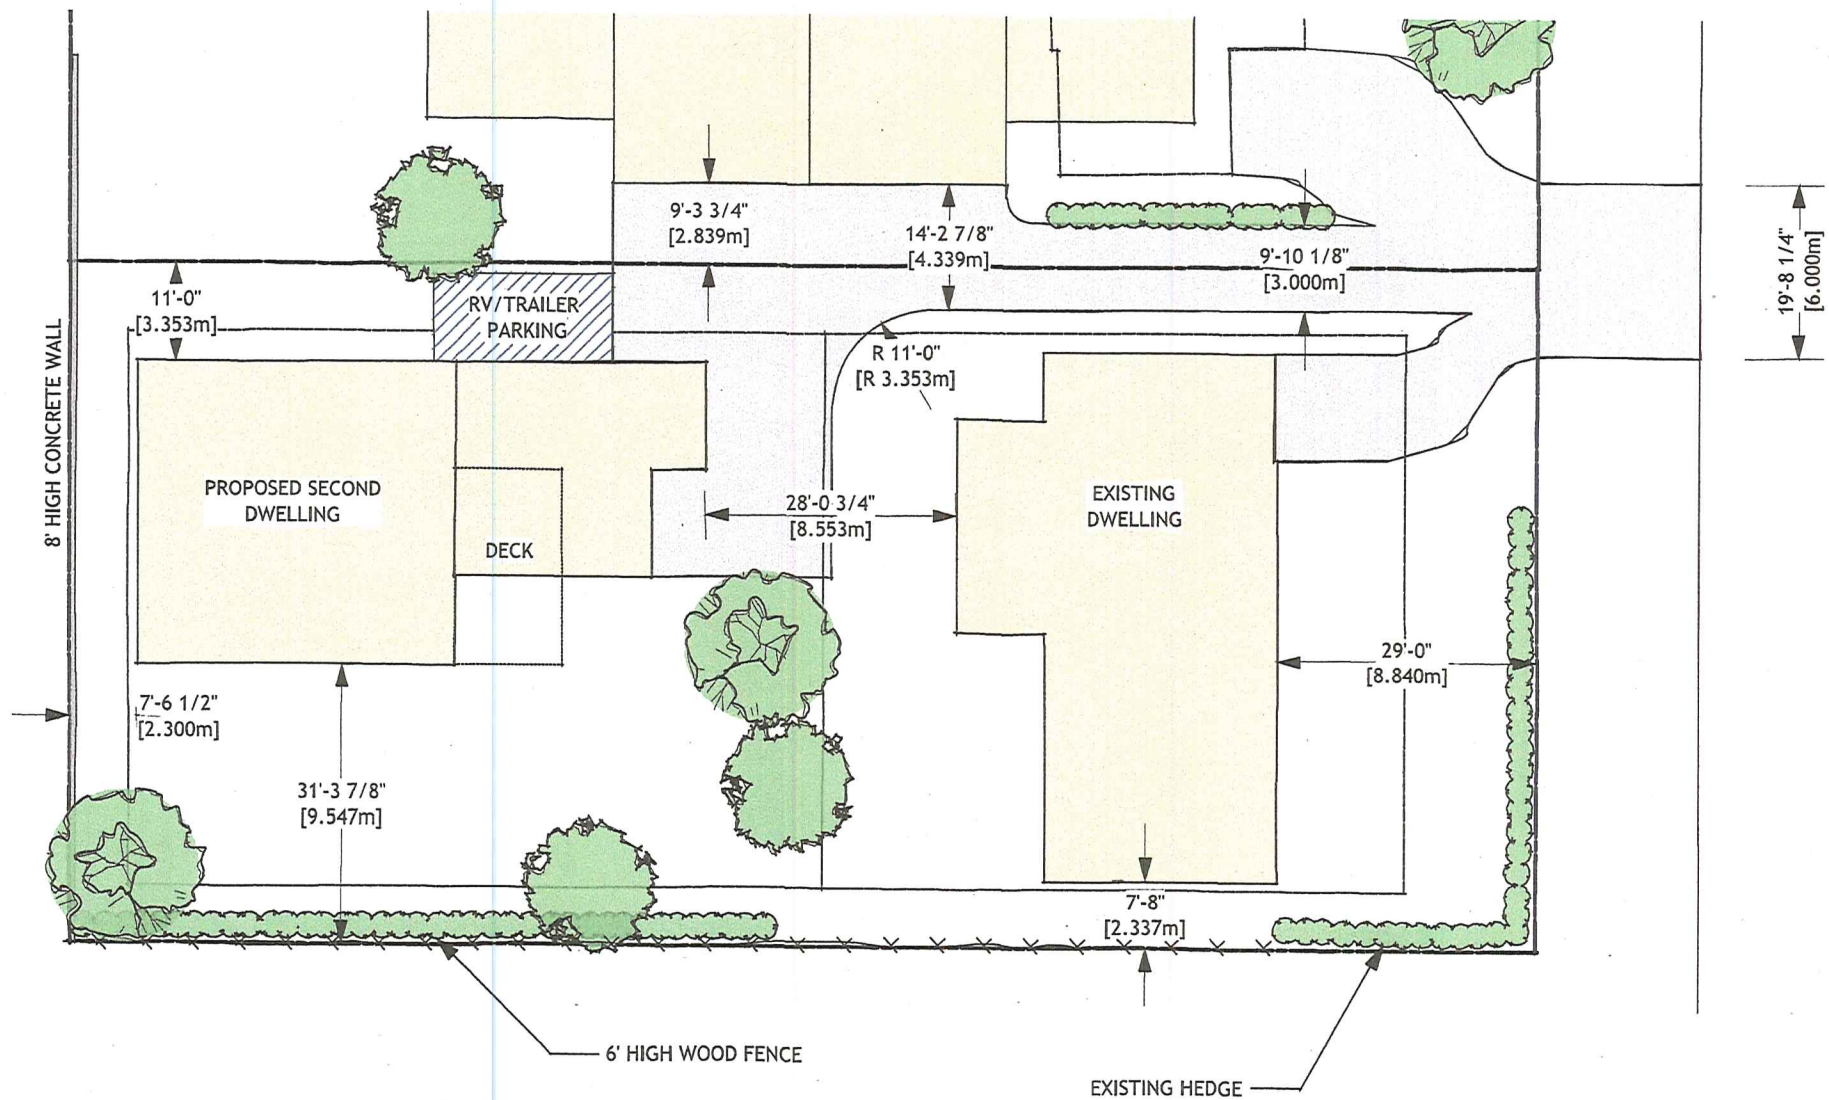 9'-3 3/4"
[2.839m]
14'-2 7/8"
[4.339m]
9'-10 1/8"
[3.000m]
19'-8 1/4"
[6.000m]
11'-0"
[3.353m]
RV/TRAILER
PARKING
R 11'-0"
[R 3.353m]
8' HIGH CONCRETE WALL
PROPOSED SECOND
DWELLING
DECK
28'-0 3/4"
[8.553m]
EXISTING
DWELLING
29'-0"
[8.840m]
7'-6 1/2"
[2.300m]
31'-3 7/8"
[9.547m]
7'-8"
[2.337m]
6' HIGH WOOD FENCE
EXISTING HEDGE